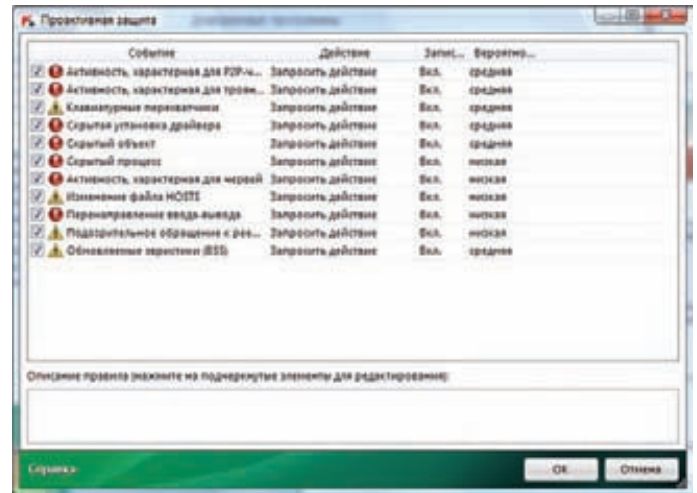 Проактивная защита
Событие Действие Запис... Вероятно...
Активность, характерная для P2P-ч... Запросить действие Вкл. средняя
Активность, характерная для троян... Запросить действие Вкл. средняя
Клавиатурные перехватчики Запросить действие Вкл. средняя
Скрытая установка драйвера Запросить действие Вкл. средняя
Скрытый объект Запросить действие Вкл. средняя
Скрытый процесс Запросить действие Вкл. низкая
Активность, характерная для червей Запросить действие Вкл. низкая
Изменение файла HOSTS Запросить действие Вкл. низкая
Перенаправление ввода-вывода Запросить действие Вкл. низкая
Подозрительное обращение к рее... Запросить действие Вкл. низкая
Обновляемые эвристики (BSS) Запросить действие Вкл. средняя
Описание правила (нажмите на подчеркнутые элементы для редактирования):
Справка OK Отмена